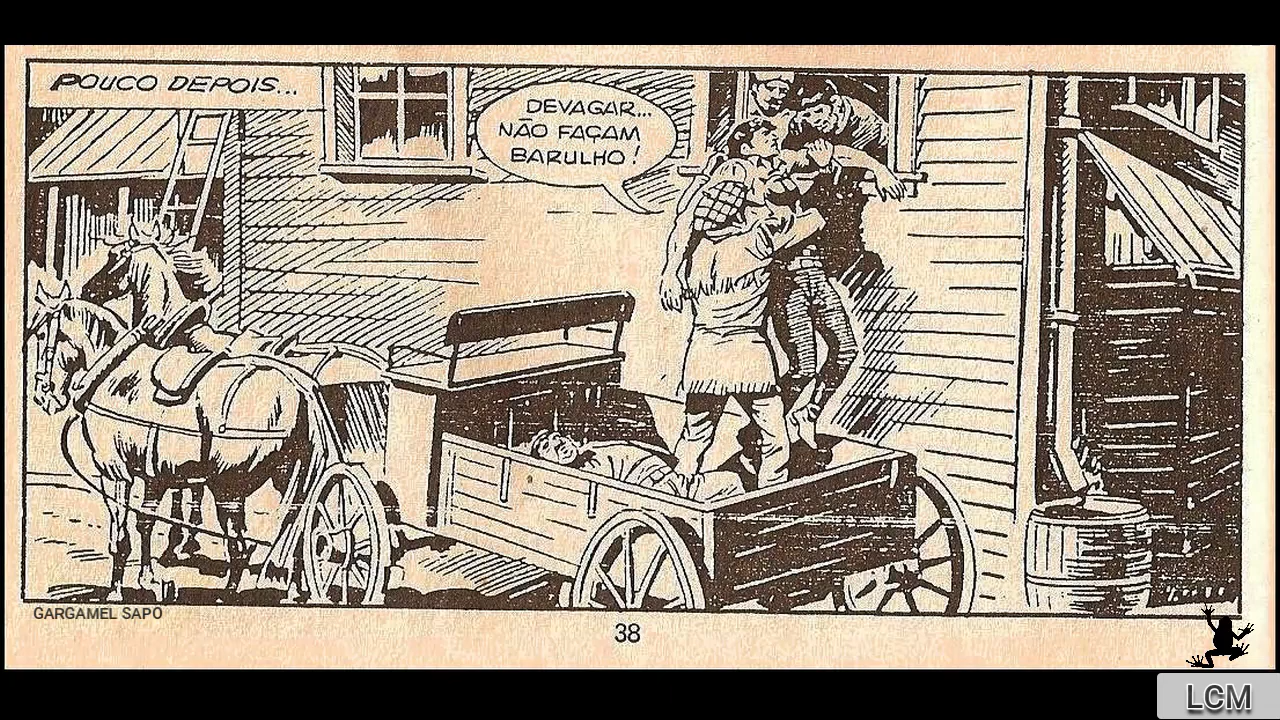 POUCO DEPOIS...
DEVAGAR...
NÃO FAÇAM
BARULHO!
GARGAMEL SAPO
38
LCM